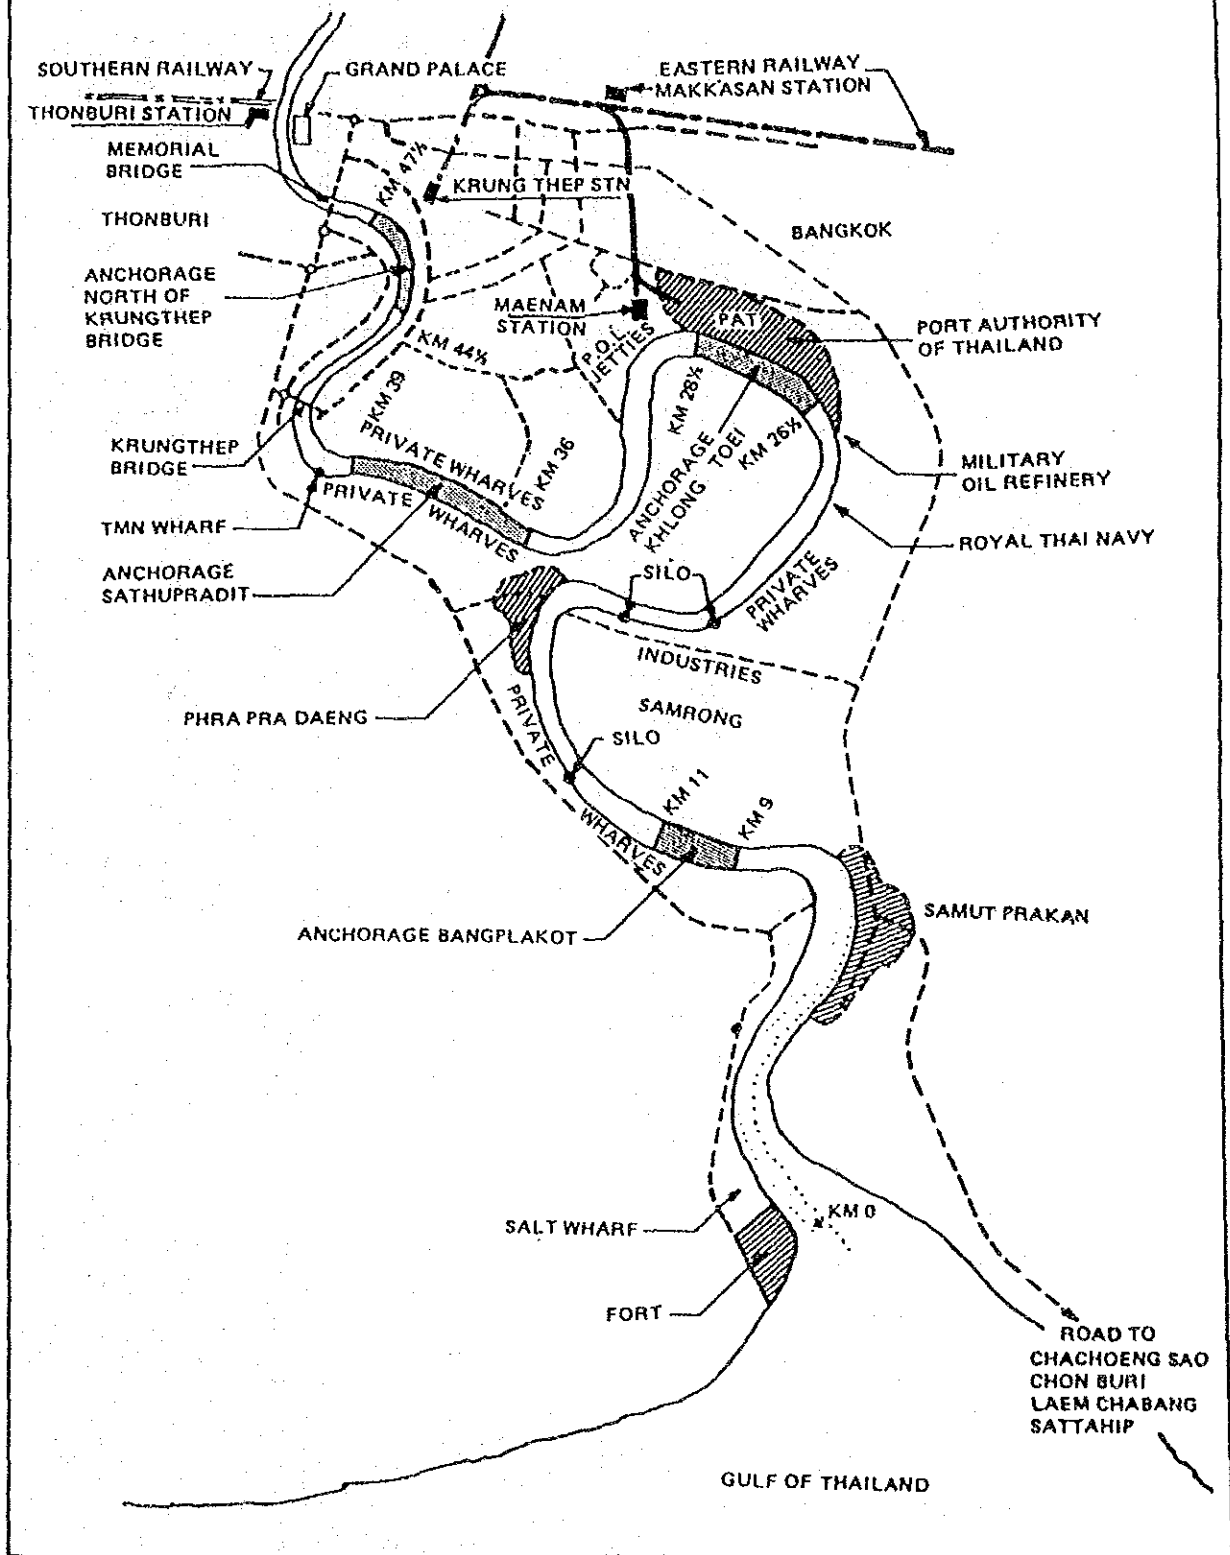 SOUTHERN RAILWAY
GRAND PALACE
EASTERN RAILWAY
MAKKASAN STATION
THONBURI STATION
MEMORIAL
BRIDGE
KM 47½
KRUNG THEP STN
THONBURI
BANGKOK
ANCHORAGE
NORTH OF
KRUNGTHEP
BRIDGE
MAENAM
STATION
P.O.L.
JETTIES
PAT
PORT AUTHORITY
OF THAILAND
KM 44½
KM 39
KM 28½
KM 26½
ANCHORAGE
KHLONG TOEI
KRUNGTHEP
BRIDGE
PRIVATE WHARVES
KM 36
MILITARY
OIL REFINERY
PRIVATE WHARVES
TMN WHARF
ROYAL THAI NAVY
ANCHORAGE
SATHUPRADIT
SILO
PRIVATE
WHARVES
INDUSTRIES
PHRA PRA DAENG
SAMRONG
PRIVATE WHARVES
SILO
KM 11
KM 9
SAMUT PRAKAN
ANCHORAGE BANGPLAKOT
KM 0
SALT WHARF
FORT
ROAD TO
CHACHOENG SAO
CHON BURI
LAEM CHABANG
SATTAHIP
GULF OF THAILAND